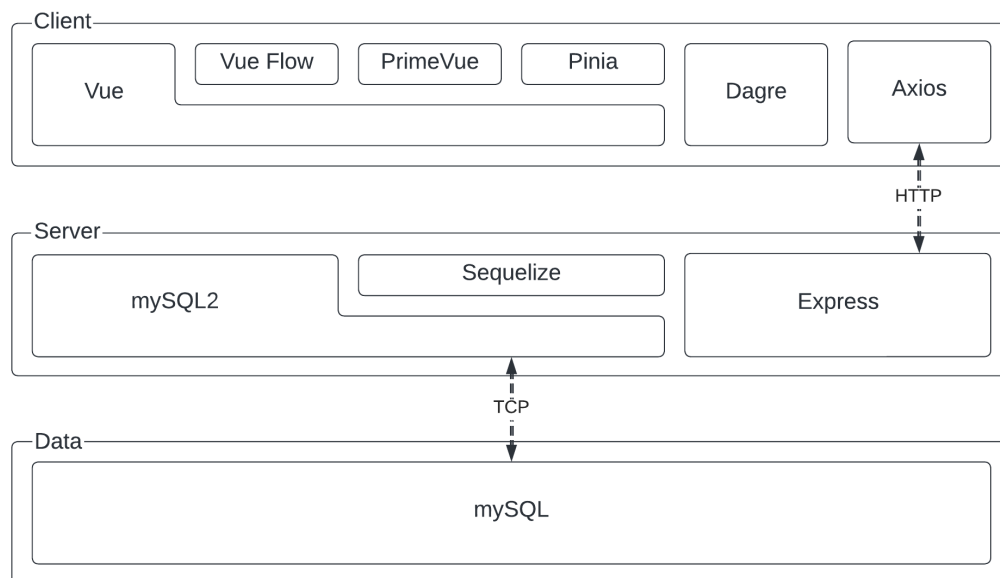 Client
Vue
Vue Flow
PrimeVue
Pinia
Dagre
Axios
HTTP
Server
mySQL2
Sequelize
Express
TCP
Data
mySQL